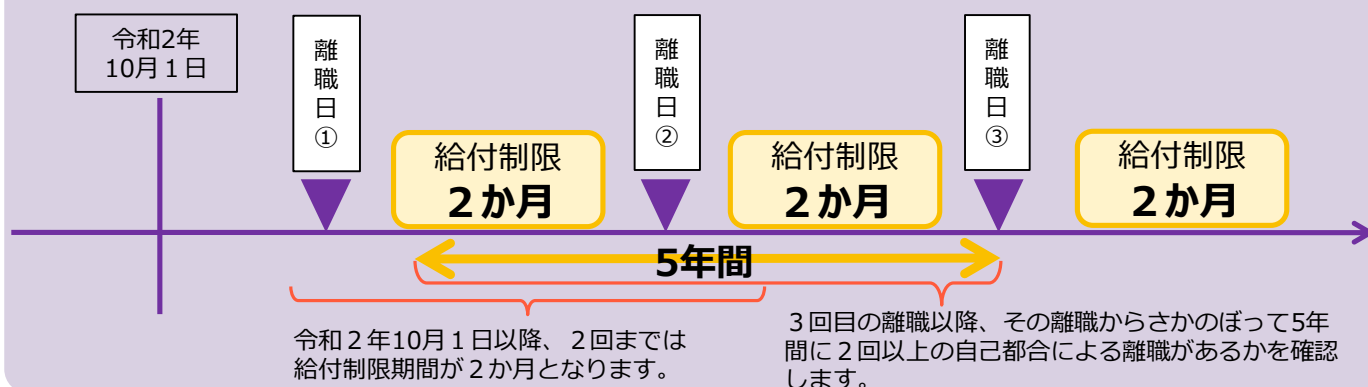 令和2年
10月１日
離職日①
離職日②
離職日③
給付制限
２か月
給付制限
２か月
給付制限
２か月
5年間
令和２年10月１日以降、２回までは
給付制限期間が２か月となります。
３回目の離職以降、その離職からさかのぼって5年
間に２回以上の自己都合による離職があるかを確認
します。